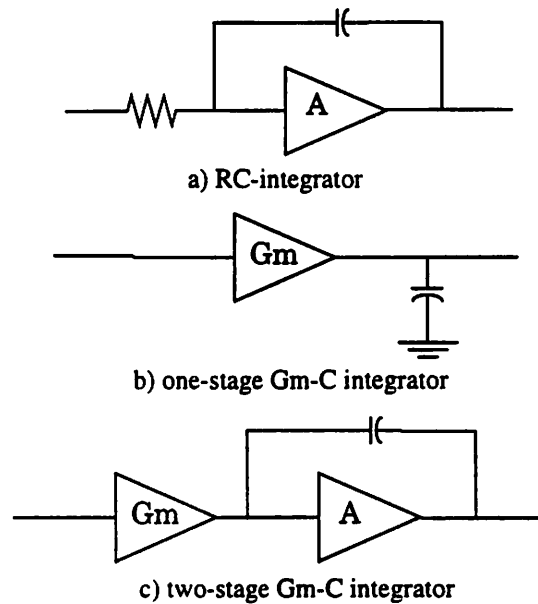 A
a) RC-integrator
Gm
b) one-stage Gm-C integrator
Gm A
c) two-stage Gm-C integrator